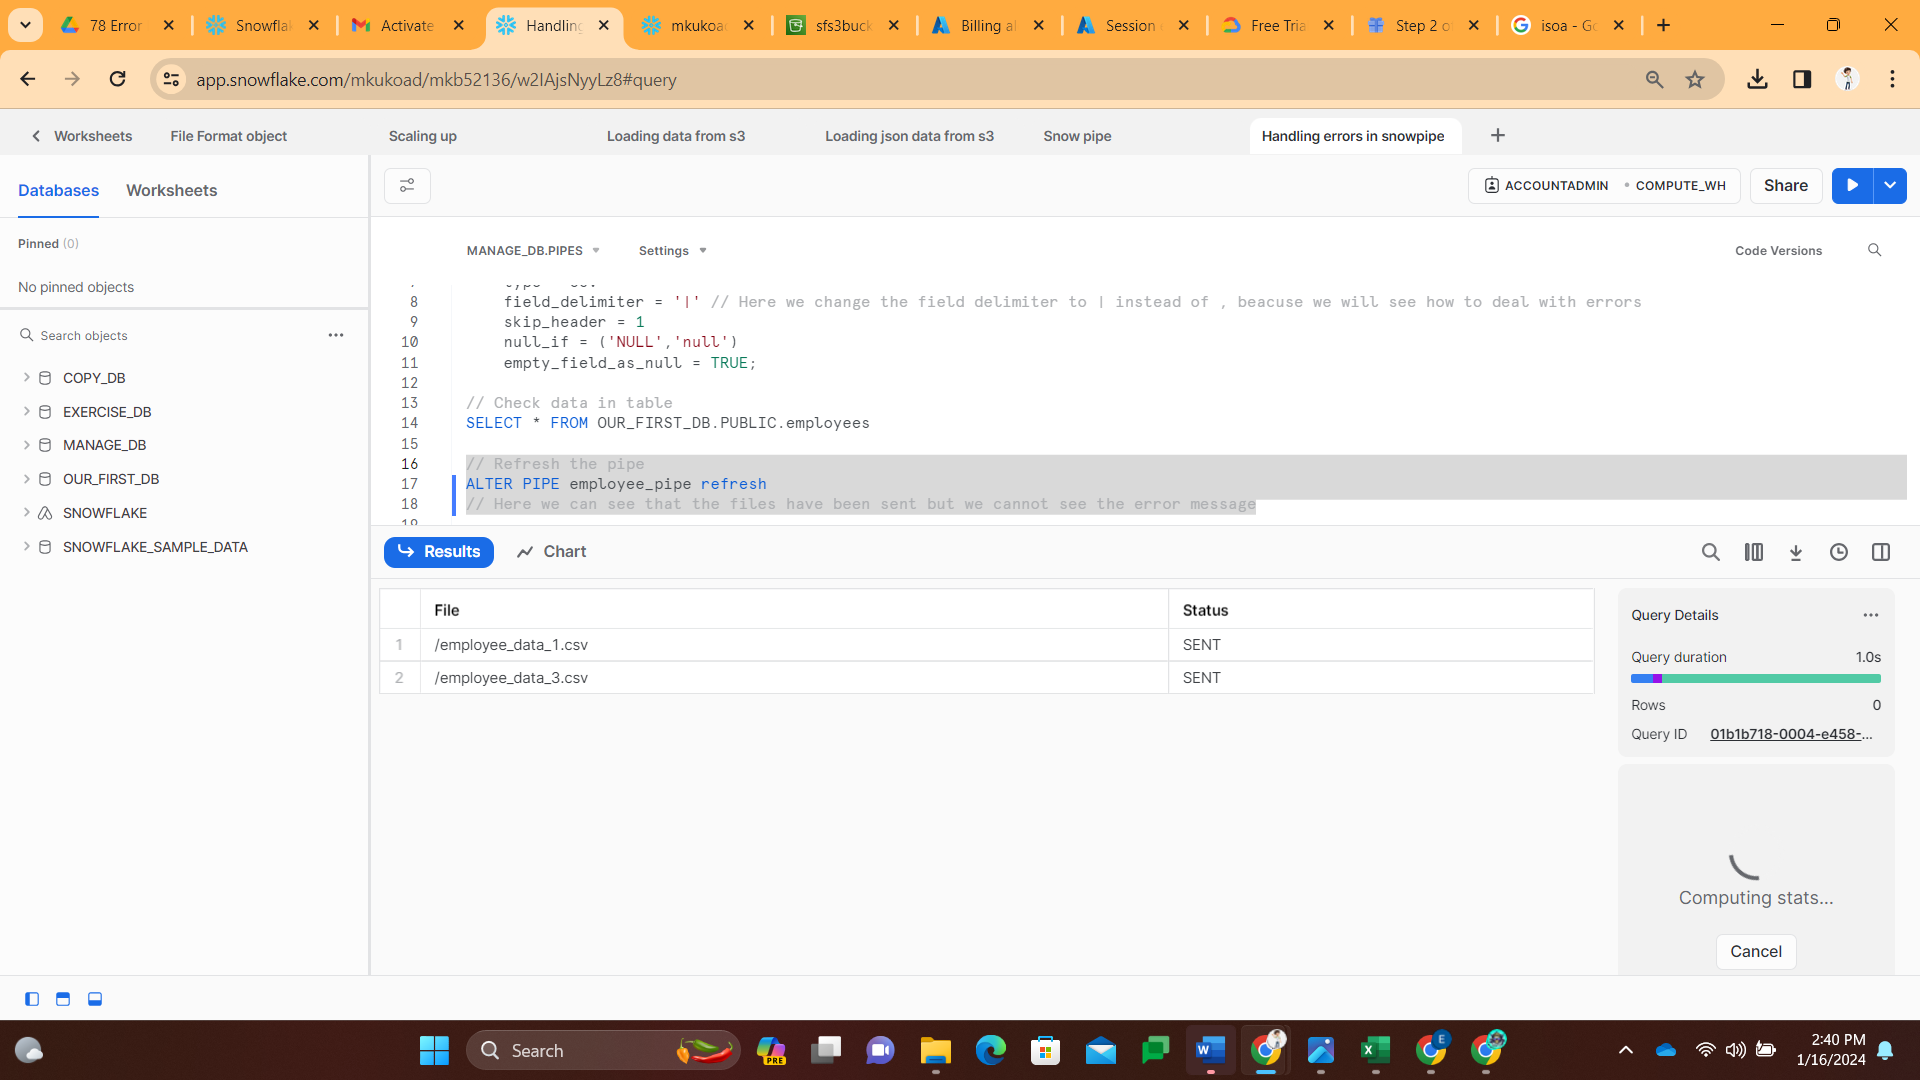 78 Error
Snowfla
Activate
Handling
mkukoa
sfs3buck
Billing al
Session
Free Tria
Step 2 o
isoa - Go
app.snowflake.com/mkukoad/mkb52136/w2IAjsNyyLz8#query
Worksheets
File Format object
Scaling up
Loading data from s3
Loading json data from s3
Snow pipe
Handling errors in snowpipe
Databases
Worksheets
ACCOUNTADMIN
COMPUTE_WH
Share
Pinned (0)
No pinned objects
MANAGE_DB.PIPES
Settings
Code Versions
Search objects
COPY_DB
EXERCISE_DB
MANAGE_DB
OUR_FIRST_DB
SNOWFLAKE
SNOWFLAKE_SAMPLE_DATA
8 field_delimiter = '|' // Here we change the field delimiter to | instead of , beacuse we will see how to deal with errors
9 skip_header = 1
10 null_if = ('NULL','null')
11 empty_field_as_null = TRUE;
12
13 // Check data in table
14 SELECT * FROM OUR_FIRST_DB.PUBLIC.employees
15
16 // Refresh the pipe
17 ALTER PIPE employee_pipe refresh
18 // Here we can see that the files have been sent but we cannot see the error message
Results
Chart
File Status
1 /employee_data_1.csv SENT
2 /employee_data_3.csv SENT
Query Details
Query duration 1.0s
Rows 0
Query ID 01b1b718-0004-e458-...
Computing stats...
Cancel
Search
PRE
E
2:40 PM
1/16/2024